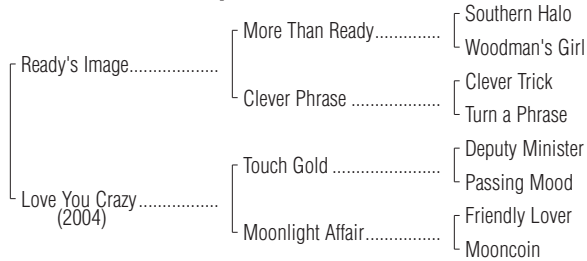 Southern Halo
More Than Ready..............
Woodman's Girl
Ready's Image...................
Clever Trick
Clever Phrase ....................
Turn a Phrase
Deputy Minister
Touch Gold .......................
Passing Mood
Love You Crazy.................
(2004)
Friendly Lover
Moonlight Affair................
Mooncoin